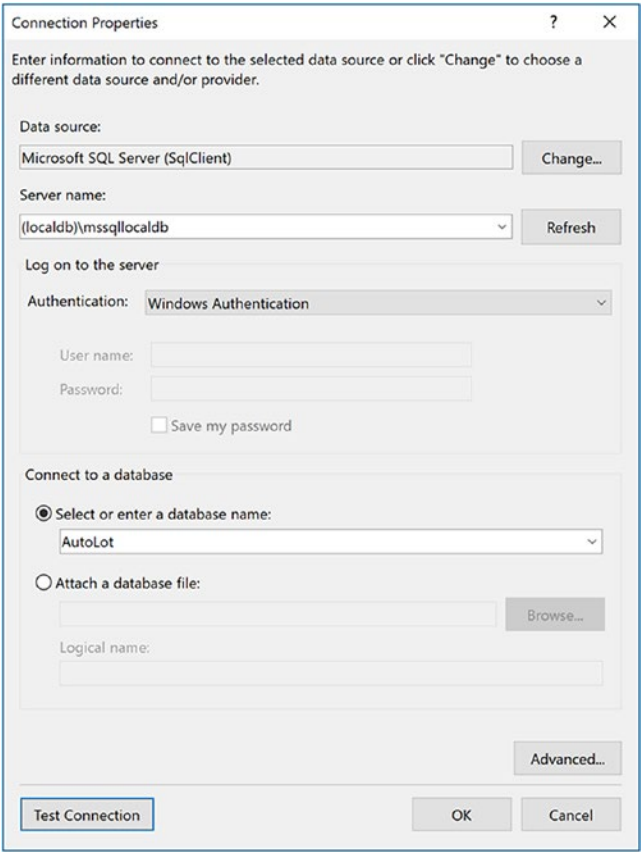 Connection Properties
?
Enter information to connect to the selected data source or click "Change" to choose a
different data source and/or provider.
Data source:
Microsoft SQL Server (SqlClient)
Change...
Server name:
(localdb)\mssqllocaldb
Refresh
Log on to the server
Authentication:
Windows Authentication
User name:
Password:
Save my password
Connect to a database
Select or enter a database name:
AutoLot
Attach a database file:
Browse...
Logical name:
Advanced...
Test Connection
OK
Cancel